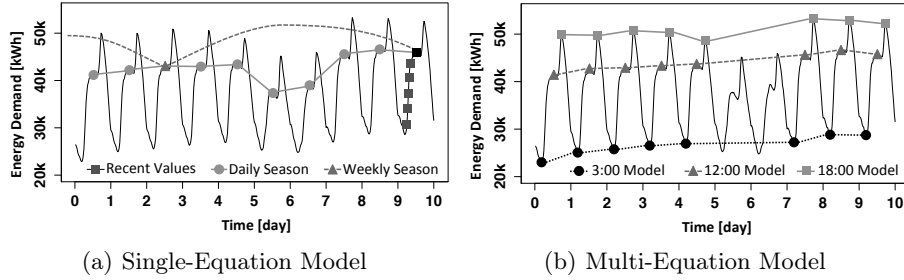 Energy Demand [kWh]
50k
40k
30k
20k
Recent Values Daily Season Weekly Season
0 1 2 3 4 5 6 7 8 9 10
Time [day]
(a) Single-Equation Model
Energy Demand [kWh]
50k
40k
30k
20k
3:00 Model 12:00 Model 18:00 Model
0 1 2 3 4 5 6 7 8 9 10
Time [day]
(b) Multi-Equation Model